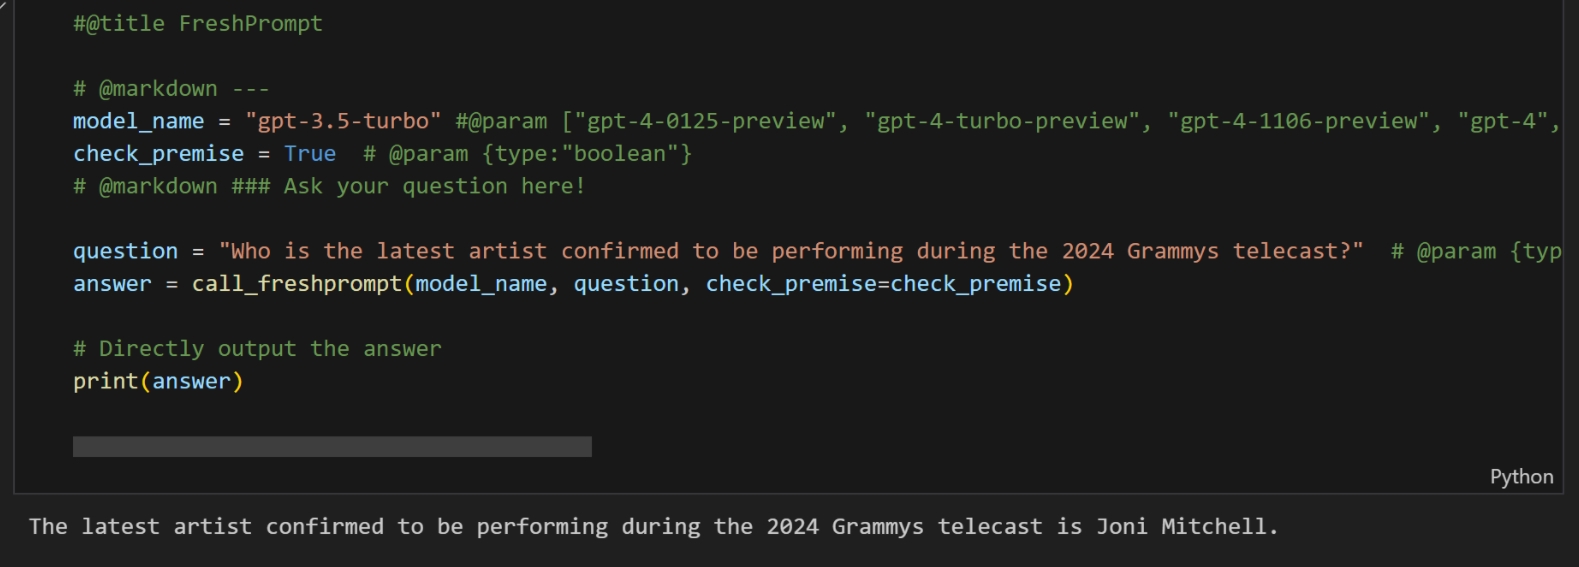 #@title FreshPrompt
# @markdown ---
model_name = "gpt-3.5-turbo" #@param ["gpt-4-0125-preview", "gpt-4-turbo-preview", "gpt-4-1106-preview", "gpt-4",
check_premise = True  # @param {type:"boolean"}
# @markdown ### Ask your question here!
question = "Who is the latest artist confirmed to be performing during the 2024 Grammys telecast?"  # @param {typ
answer = call_freshprompt(model_name, question, check_premise=check_premise)
# Directly output the answer
print(answer)
Python
The latest artist confirmed to be performing during the 2024 Grammys telecast is Joni Mitchell.